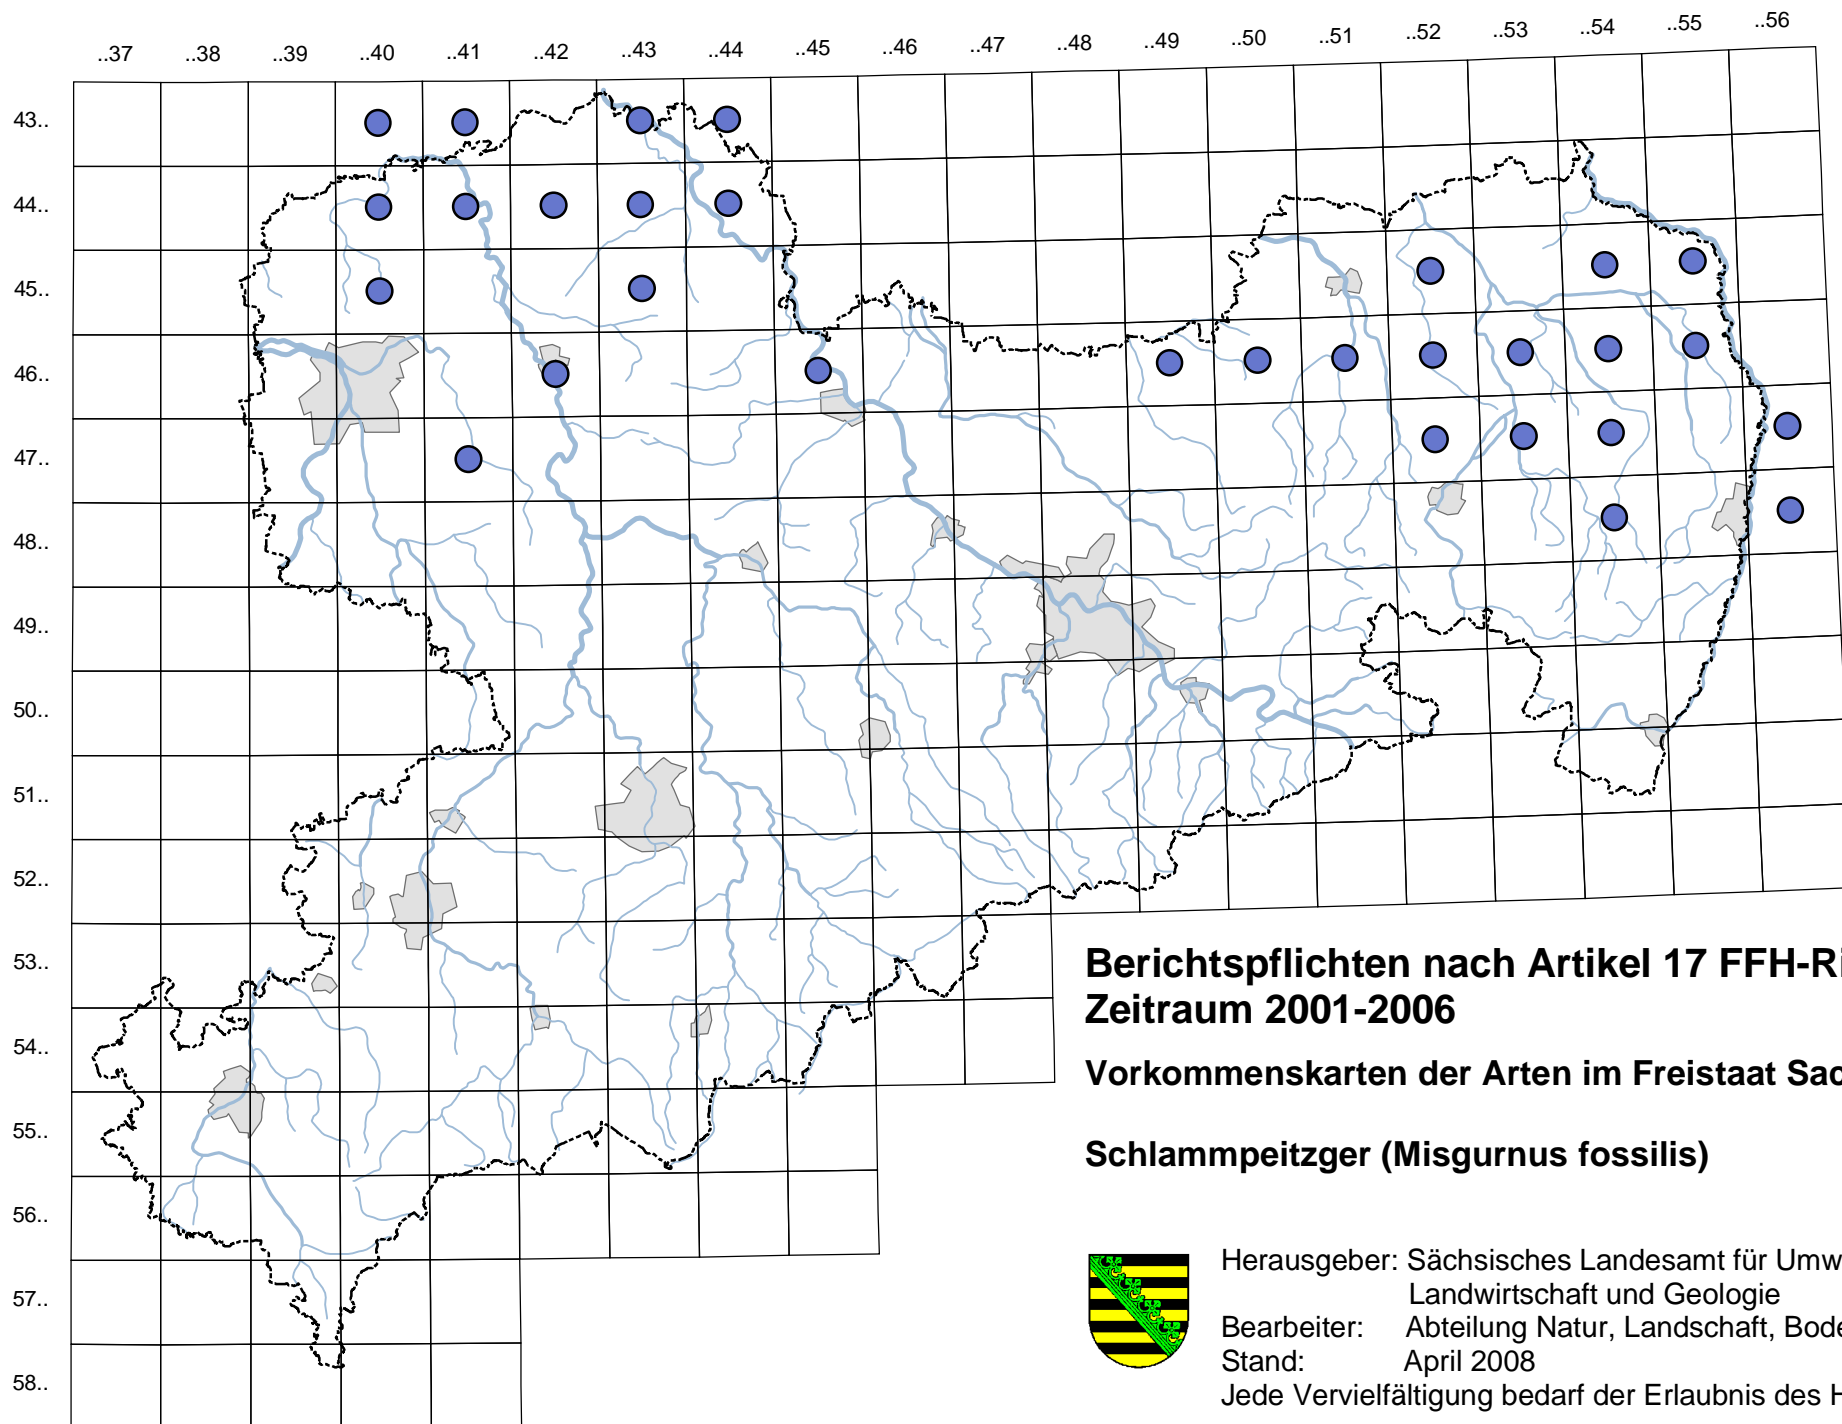 ..37 ..38 ..39 ..40 ..41 ..42 ..43 ..44 ..45 ..46 ..47 ..48 ..49 ..50 ..51 ..52 ..53 ..54 ..55 ..56
43..
44..
45..
46..
47..
48..
49..
50..
51..
52..
53..
54..
55..
56..
57..
58..
Berichtspflichten nach Artikel 17 FFH-Ri
Zeitraum 2001-2006
Vorkommenskarten der Arten im Freistaat Sac
Schlammpeitzger (Misgurnus fossilis)
Herausgeber: Sächsisches Landesamt für Umw
Landwirtschaft und Geologie
Bearbeiter: Abteilung Natur, Landschaft, Bode
Stand: April 2008
Jede Vervielfältigung bedarf der Erlaubnis des H